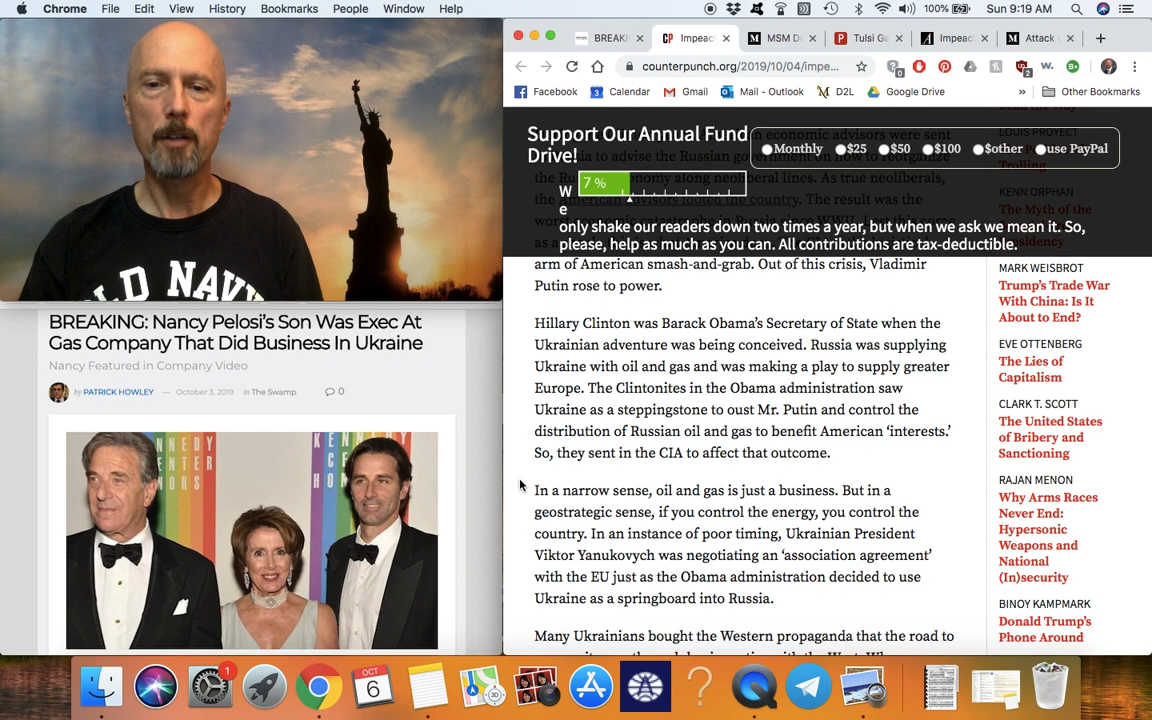 Chrome File Edit View History Bookmarks People Window Help
100% Sun 9:19 AM
BREAKI
Impeac
MSM D
Tulsi Ga
Impeac
Attack
counterpunch.org/2019/10/04/impe...
Facebook Calendar Gmail Mail - Outlook D2L Google Drive » Other Bookmarks
OLD NAVY
BREAKING: Nancy Pelosi's Son Was Exec At
Gas Company That Did Business In Ukraine
Nancy Featured in Company Video
by PATRICK HOWLEY — October 3, 2019 in The Swamp 0
Support Our Annual Fund
Drive!
Monthly $25 $50 $100 $other use PayPal
7 %
W
e
only shake our readers down two times a year, but when we ask we mean it. So,
please, help as much as you can. All contributions are tax-deductible.
arm of American smash-and-grab. Out of this crisis, Vladimir
Putin rose to power.
Hillary Clinton was Barack Obama's Secretary of State when the
Ukrainian adventure was being conceived. Russia was supplying
Ukraine with oil and gas and was making a play to supply greater
Europe. The Clintonites in the Obama administration saw
Ukraine as a steppingstone to oust Mr. Putin and control the
distribution of Russian oil and gas to benefit American 'interests.'
So, they sent in the CIA to affect that outcome.
In a narrow sense, oil and gas is just a business. But in a
geostrategic sense, if you control the energy, you control the
country. In an instance of poor timing, Ukrainian President
Viktor Yanukovych was negotiating an 'association agreement'
with the EU just as the Obama administration decided to use
Ukraine as a springboard into Russia.
Many Ukrainians bought the Western propaganda that the road to
LOUIS PROYECT
Trolling
KENN ORPHAN
The Myth of the
MARK WEISBROT
Trump's Trade War
With China: Is It
About to End?
EVE OTTENBERG
The Lies of
Capitalism
CLARK T. SCOTT
The United States
of Bribery and
Sanctioning
RAJAN MENON
Why Arms Races
Never End:
Hypersonic
Weapons and
National
(In)security
BINOY KAMPMARK
Donald Trump's
Phone Around
OCT
6